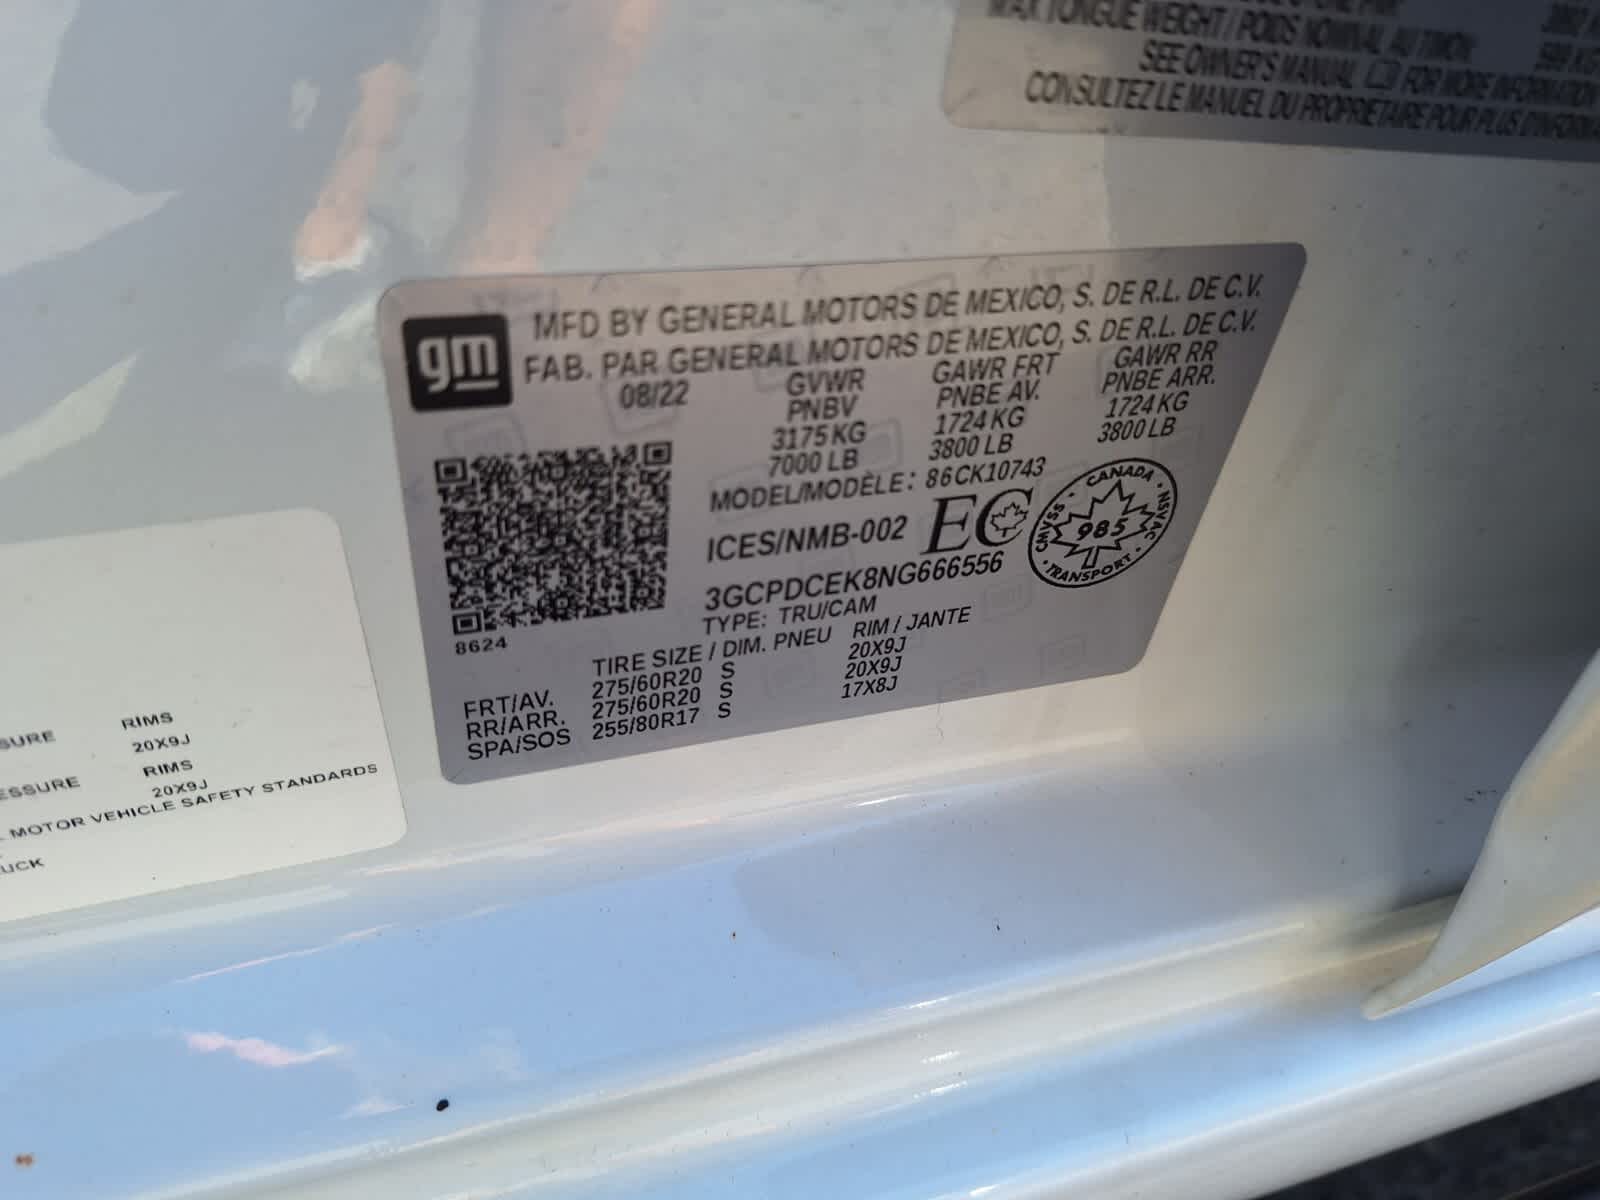 MAX TONGUE WEIGHT / POIDS NOMINAL AU TIMON
SEE OWNER'S MANUAL FOR MORE INFORMATION
CONSULTEZ LE MANUEL DU PROPRIETAIRE POUR PLUS D'INFORMA
gm
MFD BY GENERAL MOTORS DE MEXICO, S. DE R.L. DE C.V.
FAB. PAR GENERAL MOTORS DE MEXICO, S. DE R.L. DE C.V.
08/22 GVWR GAWR FRT GAWR RR
PNBV PNBE AV. PNBE ARR.
3175 KG 1724 KG 1724 KG
7000 LB 3800 LB 3800 LB
MODEL/MODÈLE: 86CK10743
ICES/NMB-002 EC
CANADA
CMVSS 985 NSVAC
TRANSPORT
3GCPDCEK8NG666556
TYPE: TRU/CAM
8624
TIRE SIZE / DIM. PNEU RIM / JANTE
FRT/AV. 275/60R20 S 20X9J
RR/ARR. 275/60R20 S 20X9J
SPA/SOS 255/80R17 S 17X8J
SURE RIMS
20X9J
ESSURE RIMS
20X9J
MOTOR VEHICLE SAFETY STANDARDS
UCK